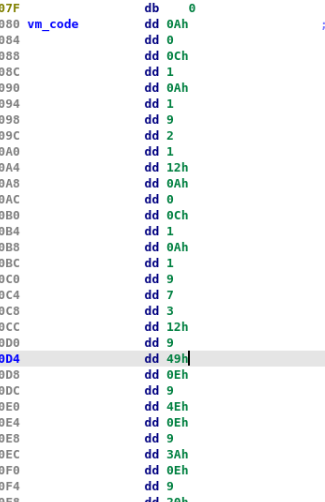 07F db 0
080 vm_code dd 0Ah ;
084 dd 0
088 dd 0Ch
08C dd 1
090 dd 0Ah
094 dd 1
098 dd 9
09C dd 2
0A0 dd 1
0A4 dd 12h
0A8 dd 0Ah
0AC dd 0
0B0 dd 0Ch
0B4 dd 1
0B8 dd 0Ah
0BC dd 1
0C0 dd 9
0C4 dd 7
0C8 dd 3
0CC dd 12h
0D0 dd 9
0D4 dd 49h
0D8 dd 0Eh
0DC dd 9
0E0 dd 4Eh
0E4 dd 0Eh
0E8 dd 9
0EC dd 3Ah
0F0 dd 0Eh
0F4 dd 9
0F8 dd 20h